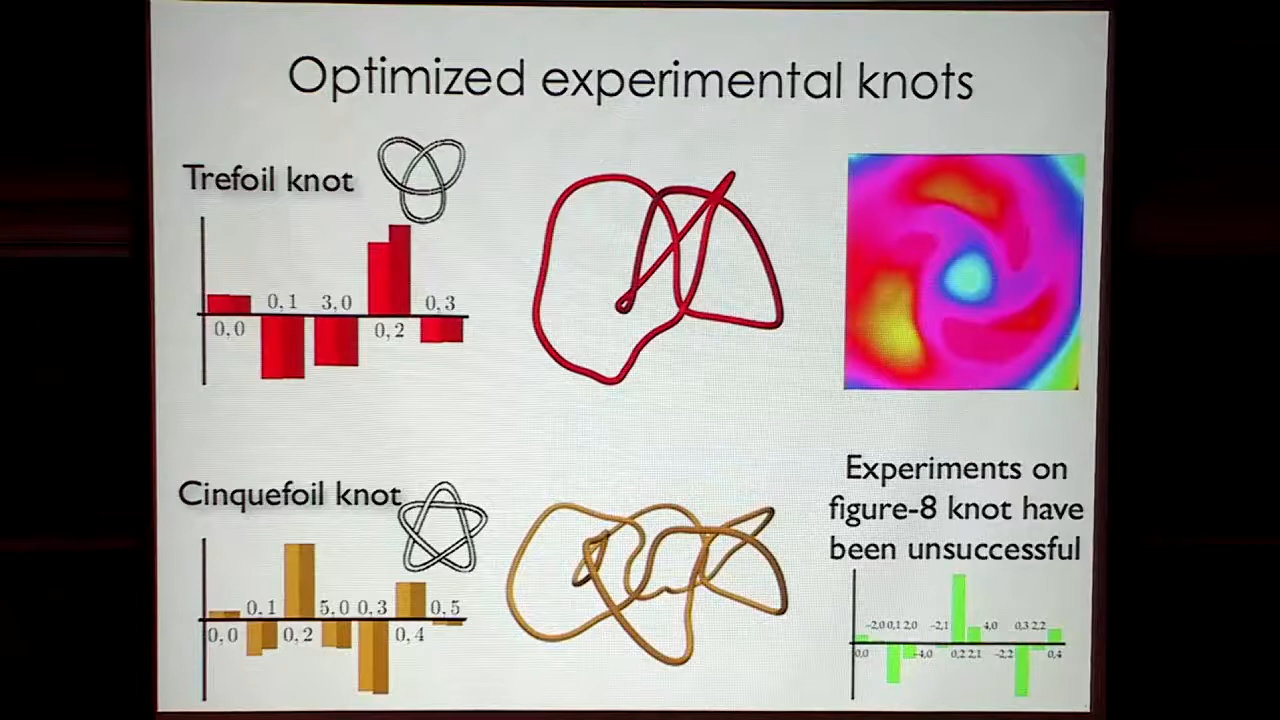 Optimized experimental knots
Trefoil knot
0,1 3,0 0,3
0,0 0,2
Cinquefoil knot
0,1 5,0 0,3 0,5
0,0 0,2 0,4
Experiments on
figure-8 knot have
been unsuccessful
-2,0 0,1 2,0 -2,1 4,0 0,3 2,2
0,0 -4,0 0,2 2,1 -2,2 0,4